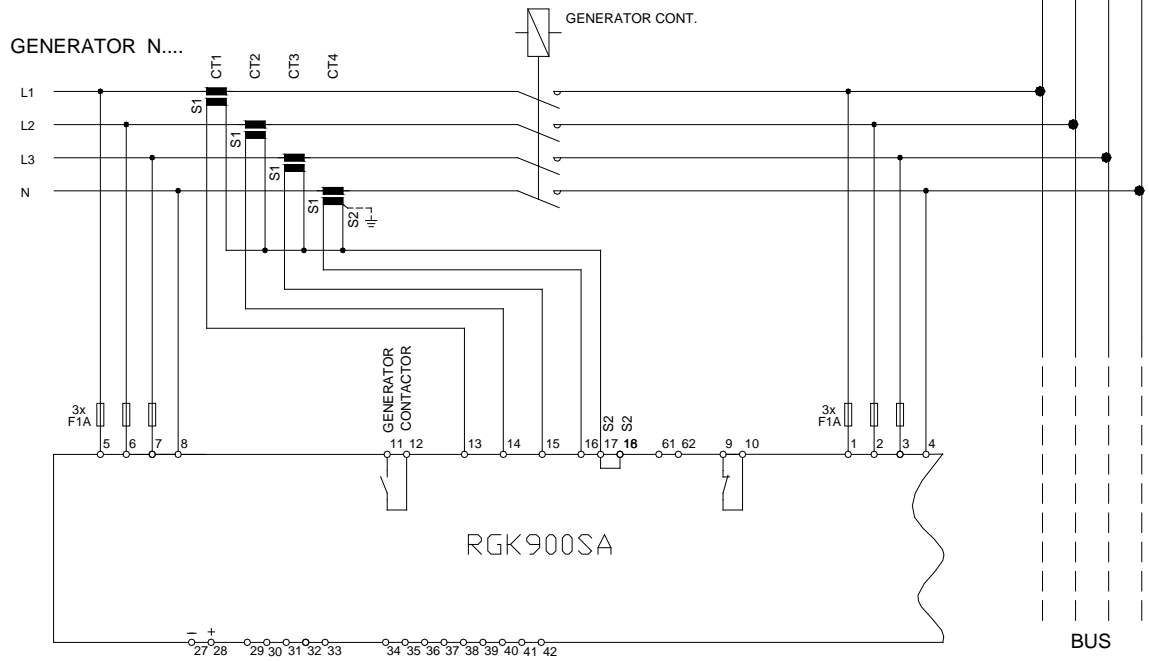 GENERATOR CONT.
GENERATOR N....
CT1
CT2
CT3
CT4
L1
L2
L3
N
S1
S1
S1
S1
S2
GENERATOR
CONTACTOR
3x
F1A
S2
S2
3x
F1A
5 6 7 8 11 12 13 14 15 16 17 18 61 62 9 10 1 2 3 4
RGK900SA
– +
27 28 29 30 31 32 33 34 35 36 37 38 39 40 41 42
BUS